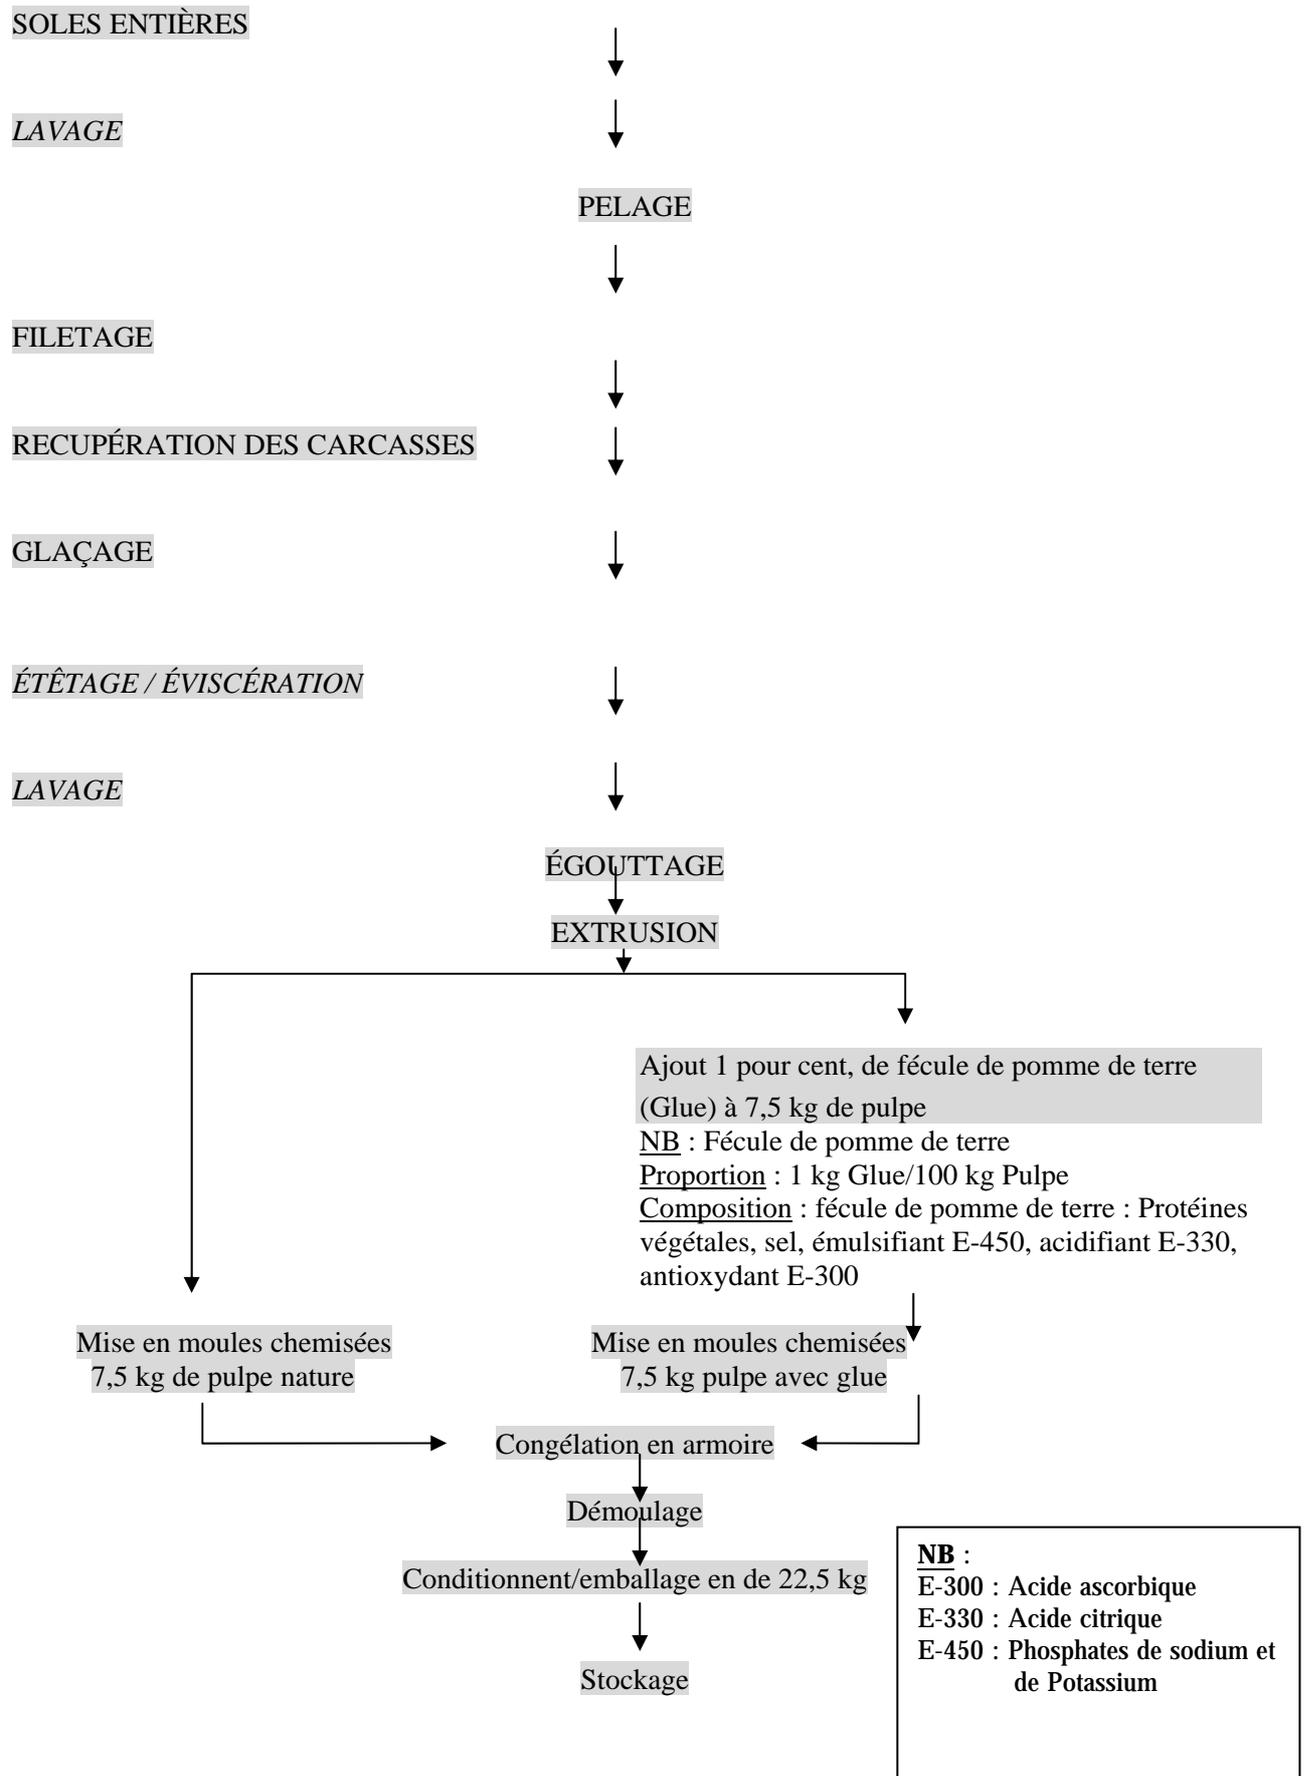 SOLES ENTIÈRES
LAVAGE
PELAGE
FILETAGE
RECUPÉRATION DES CARCASSES
GLAÇAGE
ÉTÊTAGE / ÉVISCÉRATION
LAVAGE
ÉGOUTTAGE
EXTRUSION
Ajout 1 pour cent, de fécule de pomme de terre
(Glue) à 7,5 kg de pulpe
NB : Fécule de pomme de terre
Proportion : 1 kg Glue/100 kg Pulpe
Composition : fécule de pomme de terre : Protéines
végétales, sel, émulsifiant E-450, acidifiant E-330,
antioxydant E-300
Mise en moules chemisées
7,5 kg de pulpe nature
Mise en moules chemisées
7,5 kg pulpe avec glue
Congélation en armoire
Démoulage
Conditionnent/emballage en de 22,5 kg
Stockage
NB :
E-300 : Acide ascorbique
E-330 : Acide citrique
E-450 : Phosphates de sodium et
de Potassium